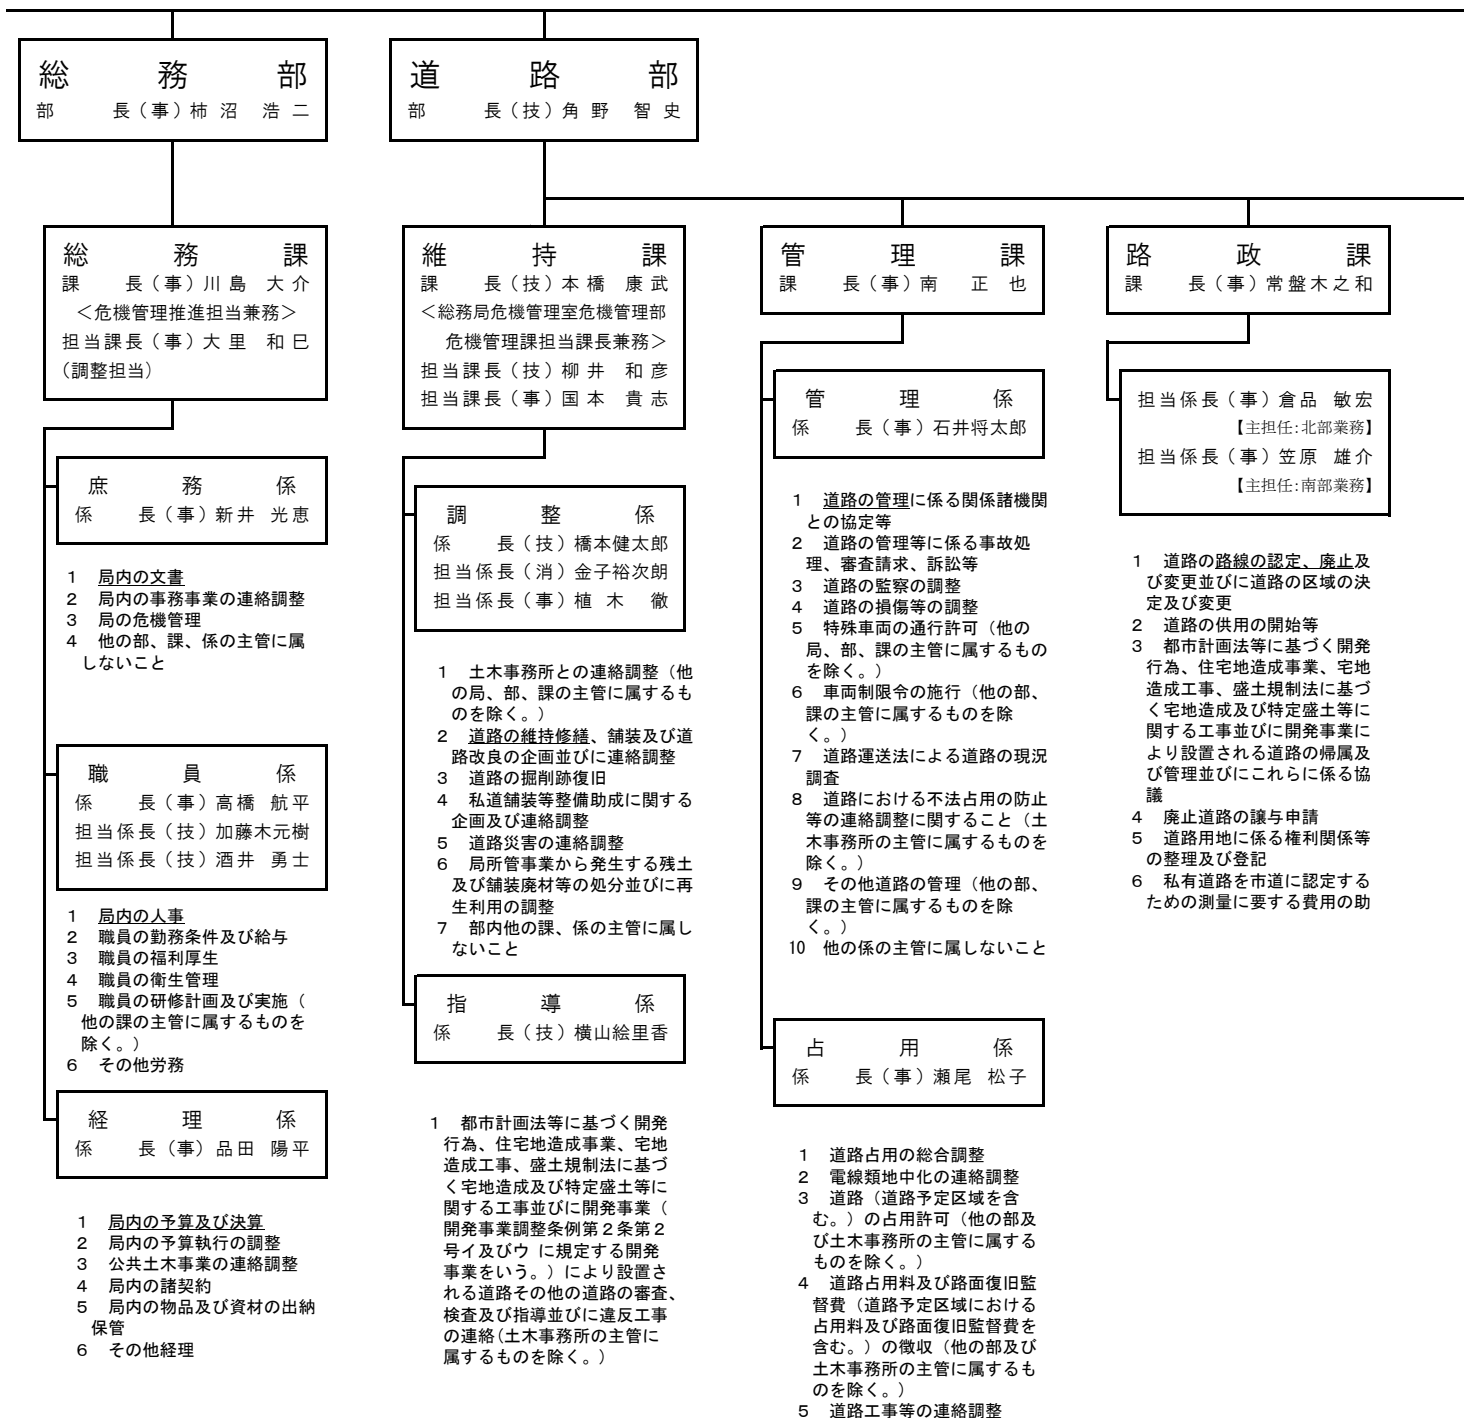 総務部
部長（事）柿沼 浩二
総務課
課長（事）川島 大介
＜危機管理推進担当兼務＞
担当課長（事）大里 和巳
（調整担当）
庶務係
係長（事）新井 光恵
1 局内の文書
2 局内の事務事業の連絡調整
3 局の危機管理
4 他の部、課、係の主管に属
しないこと
職員係
係長（事）高橋 航平
担当係長（技）加藤木元樹
担当係長（技）酒井 勇士
1 局内の人事
2 職員の勤務条件及び給与
3 職員の福利厚生
4 職員の衛生管理
5 職員の研修計画及び実施（
他の課の主管に属するものを
除く。）
6 その他労務
経理係
係長（事）品田 陽平
1 局内の予算及び決算
2 局内の予算執行の調整
3 公共土木事業の連絡調整
4 局内の諸契約
5 局内の物品及び資材の出納
保管
6 その他経理
道路部
部長（技）角野 智史
維持課
課長（技）本橋 康武
＜総務局危機管理室危機管理部
危機管理課担当課長兼務＞
担当課長（技）柳井 和彦
担当課長（事）国本 貴志
調整係
係長（技）橋本健太郎
担当係長（消）金子裕次朗
担当係長（事）植木 徹
1 土木事務所との連絡調整（他
の局、部、課の主管に属するも
のを除く。）
2 道路の維持修繕、舗装及び道
路改良の企画並びに連絡調整
3 道路の掘削跡復旧
4 私道舗装等整備助成に関する
企画及び連絡調整
5 道路災害の連絡調整
6 局所管事業から発生する残土
及び舗装廃材等の処分並びに再
生利用の調整
7 部内他の課、係の主管に属し
ないこと
指導係
係長（技）横山絵里香
1 都市計画法等に基づく開発
行為、住宅地造成事業、宅地
造成工事、盛土規制法に基づ
く宅地造成及び特定盛土等に
関する工事並びに開発事業（
開発事業調整条例第２条第２
号イ及びウ に規定する開発
事業をいう。）により設置さ
れる道路その他の道路の審査、
検査及び指導並びに違反工事
の連絡(土木事務所の主管に
属するものを除く。）
管理課
課長（事）南 正也
管理係
係長（事）石井将太郎
1 道路の管理に係る関係諸機関
との協定等
2 道路の管理等に係る事故処
理、審査請求、訴訟等
3 道路の監察の調整
4 道路の損傷等の調整
5 特殊車両の通行許可（他の
局、部、課の主管に属するもの
を除く。）
6 車両制限令の施行（他の部、
課の主管に属するものを除
く。）
7 道路運送法による道路の現況
調査
8 道路における不法占用の防止
等の連絡調整に関すること（土
木事務所の主管に属するものを
除く。）
9 その他道路の管理（他の部、
課の主管に属するものを除
く。）
10 他の係の主管に属しないこと
占用係
係長（事）瀬尾 松子
1 道路占用の総合調整
2 電線類地中化の連絡調整
3 道路（道路予定区域を含
む。）の占用許可（他の部及
び土木事務所の主管に属する
ものを除く。）
4 道路占用料及び路面復旧監
督費（道路予定区域における
占用料及び路面復旧監督費を
含む。）の徴収（他の部及び
土木事務所の主管に属するも
のを除く。）
5 道路工事等の連絡調整
路政課
課長（事）常盤木之和
担当係長（事）倉品 敏宏
【主担任：北部業務】
担当係長（事）笠原 雄介
【主担任：南部業務】
1 道路の路線の認定、廃止及
び変更並びに道路の区域の決
定及び変更
2 道路の供用の開始等
3 都市計画法等に基づく開発
行為、住宅地造成事業、宅地
造成工事、盛土規制法に基づ
く宅地造成及び特定盛土等に
関する工事並びに開発事業に
より設置される道路の帰属及
び管理並びにこれらに係る協
議
4 廃止道路の譲与申請
5 道路用地に係る権利関係等
の整理及び登記
6 私有道路を市道に認定する
ための測量に要する費用の助